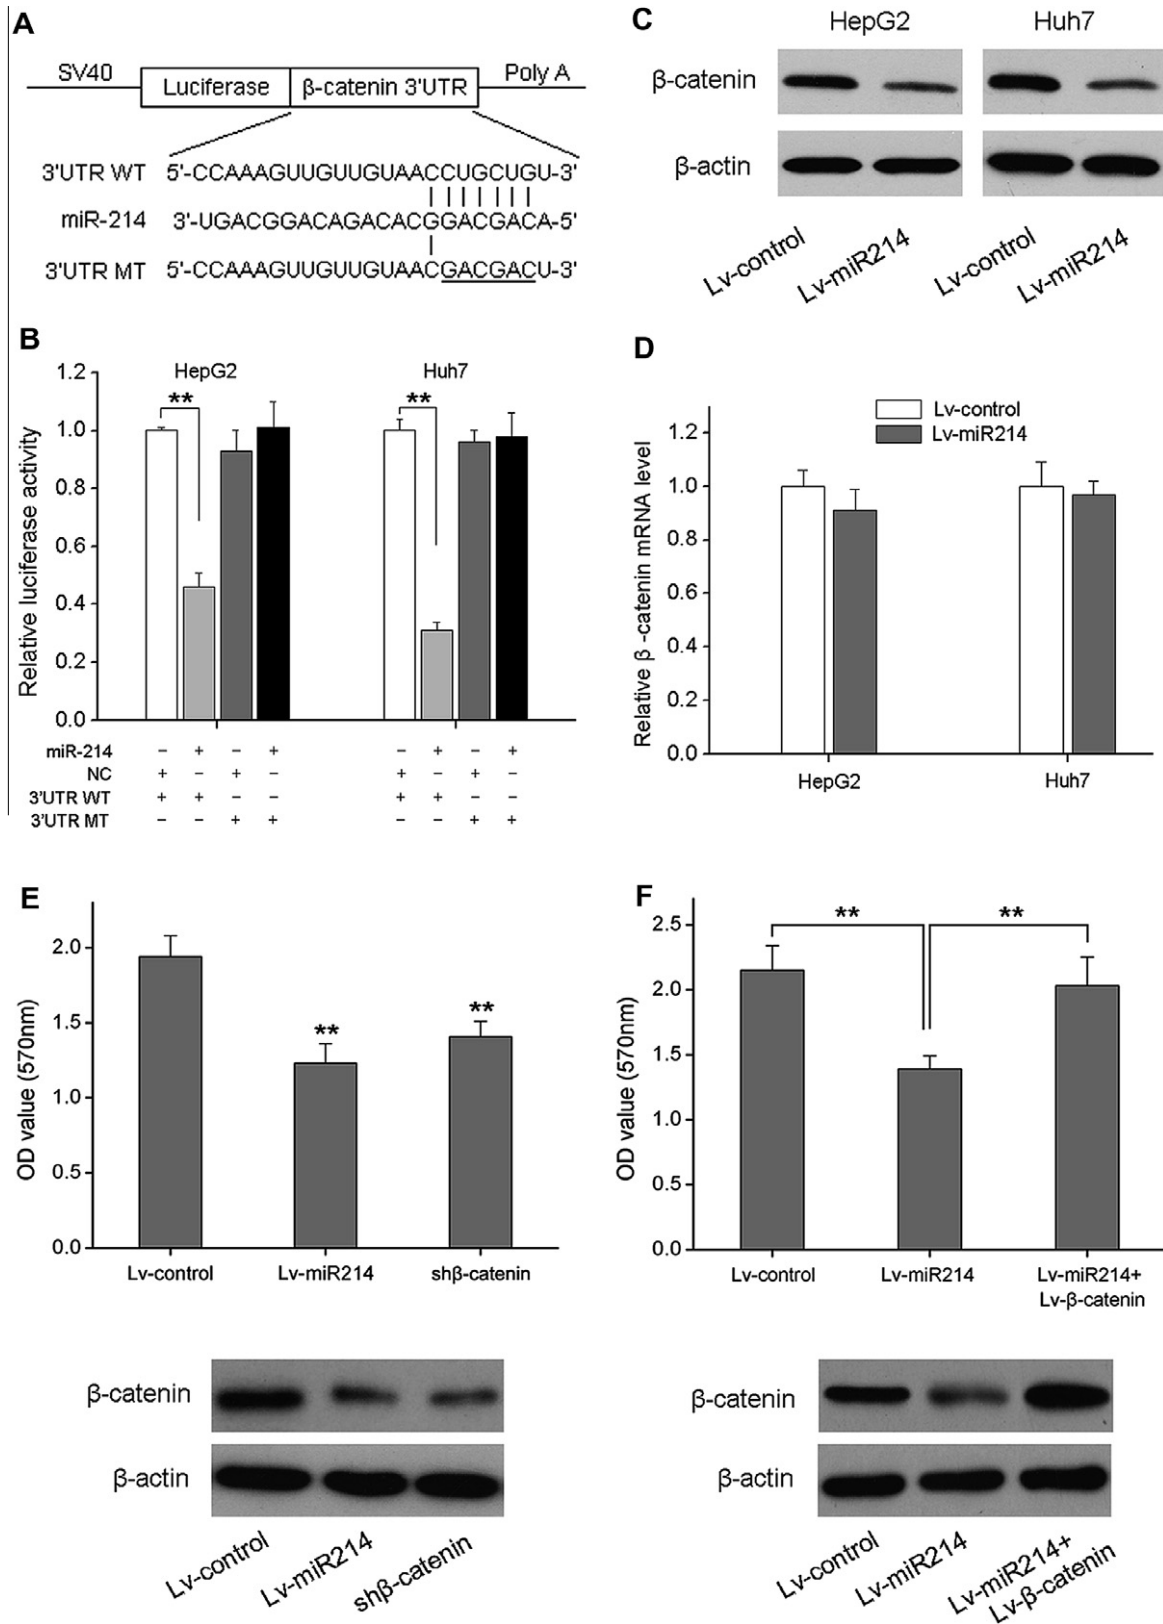 A
SV40 Luciferase β-catenin 3'UTR Poly A
3'UTR WT 5'-CCAAAGUUGUUGUAACCUGCUGU-3'
miR-214 3'-UGACGGACAGACACGGACGACA-5'
3'UTR MT 5'-CCAAAGUUGUUGUAACGACGACU-3'
B
HepG2 Huh7
** **
Relative luciferase activity
1.2
1.0
0.8
0.6
0.4
0.2
0.0
miR-214 − + − + − + − +
NC + − + − + − + −
3'UTR WT + + − − + + − −
3'UTR MT − − + + − − + +
C
HepG2 Huh7
β-catenin
β-actin
Lv-control Lv-miR214 Lv-control Lv-miR214
D
Lv-control
Lv-miR214
Relative β -catenin mRNA level
1.2
1.0
0.8
0.6
0.4
0.2
0.0
HepG2 Huh7
E
OD value (570nm)
2.0
1.5
1.0
0.5
0.0
** **
Lv-control Lv-miR214 shβ-catenin
β-catenin
β-actin
Lv-control Lv-miR214 shβ-catenin
F
OD value (570nm)
2.5
2.0
1.5
1.0
0.5
0.0
** **
Lv-control Lv-miR214 Lv-miR214+
Lv-β-catenin
β-catenin
β-actin
Lv-control Lv-miR214 Lv-miR214+
Lv-β-catenin